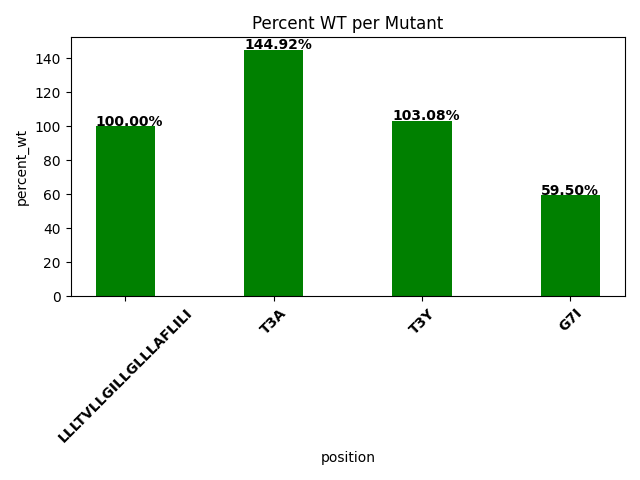 Percent WT per Mutant
percent_wt
140
120
100
80
60
40
20
0
100.00%
144.92%
103.08%
59.50%
LLLTVLLGILLGLLLAFLILI
T3A
T3Y
G7I
position